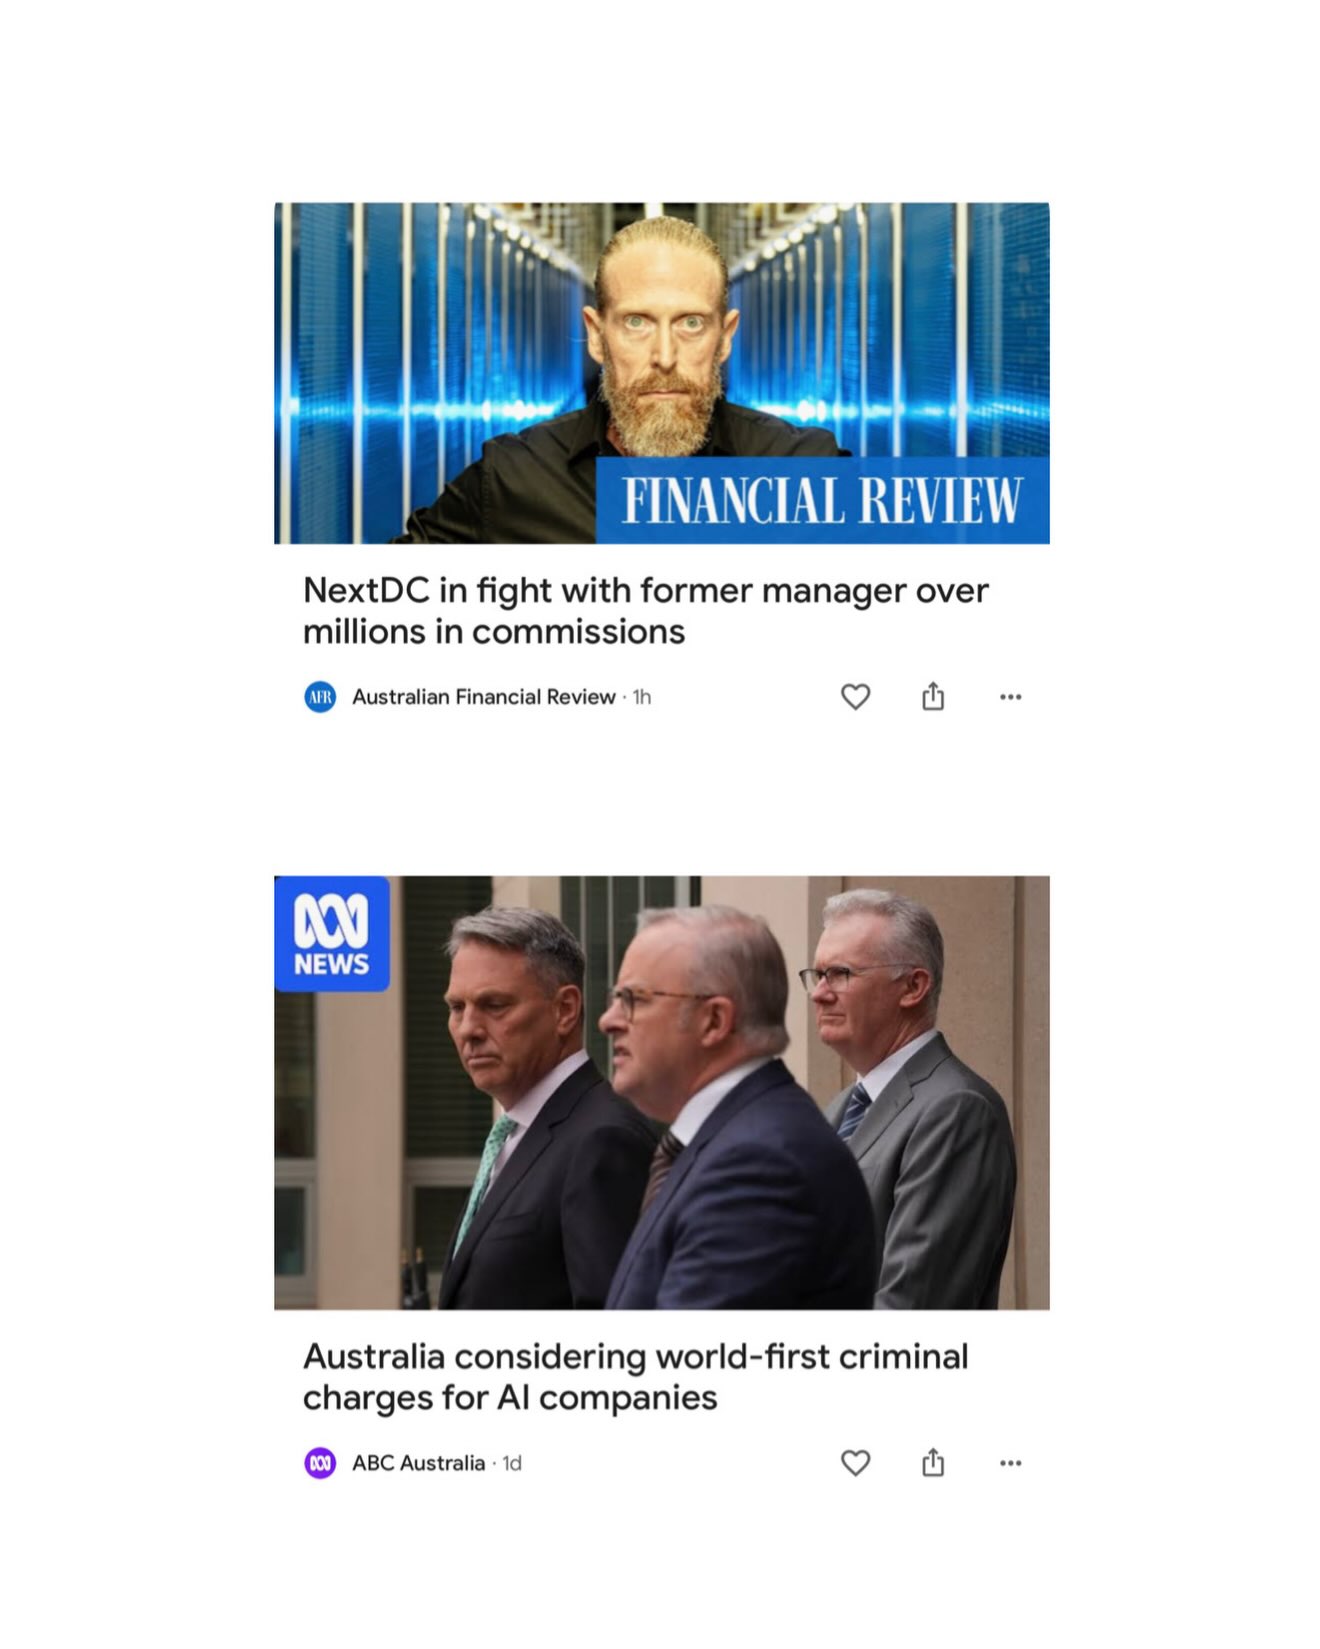 FINANCIAL REVIEW
NextDC in fight with former manager over
millions in commissions
AFR Australian Financial Review · 1h
NEWS
Australia considering world-first criminal
charges for AI companies
ABC Australia · 1d